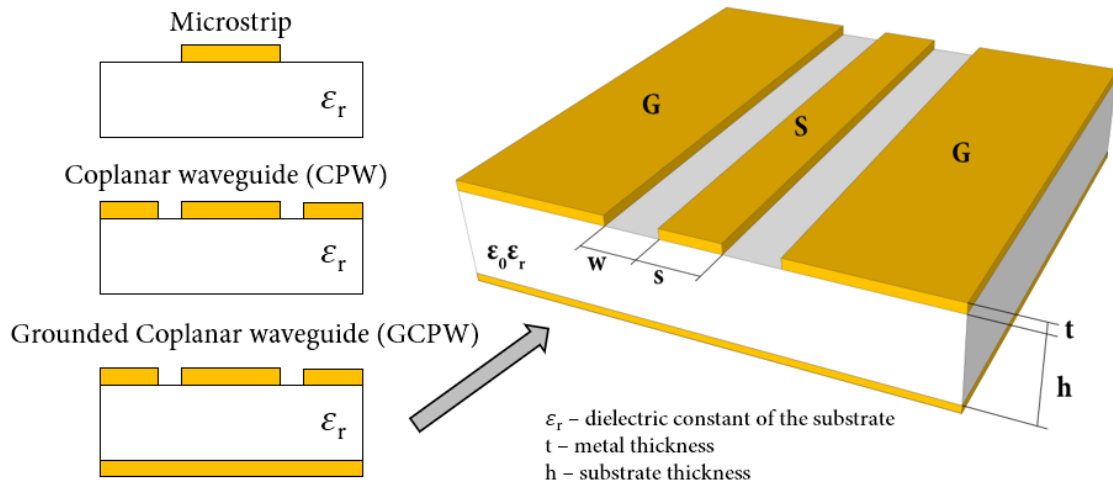 Microstrip
εr
Coplanar waveguide (CPW)
εr
Grounded Coplanar waveguide (GCPW)
εr
G
S
G
ε0εr
w
s
t
h
εr – dielectric constant of the substrate
t – metal thickness
h – substrate thickness